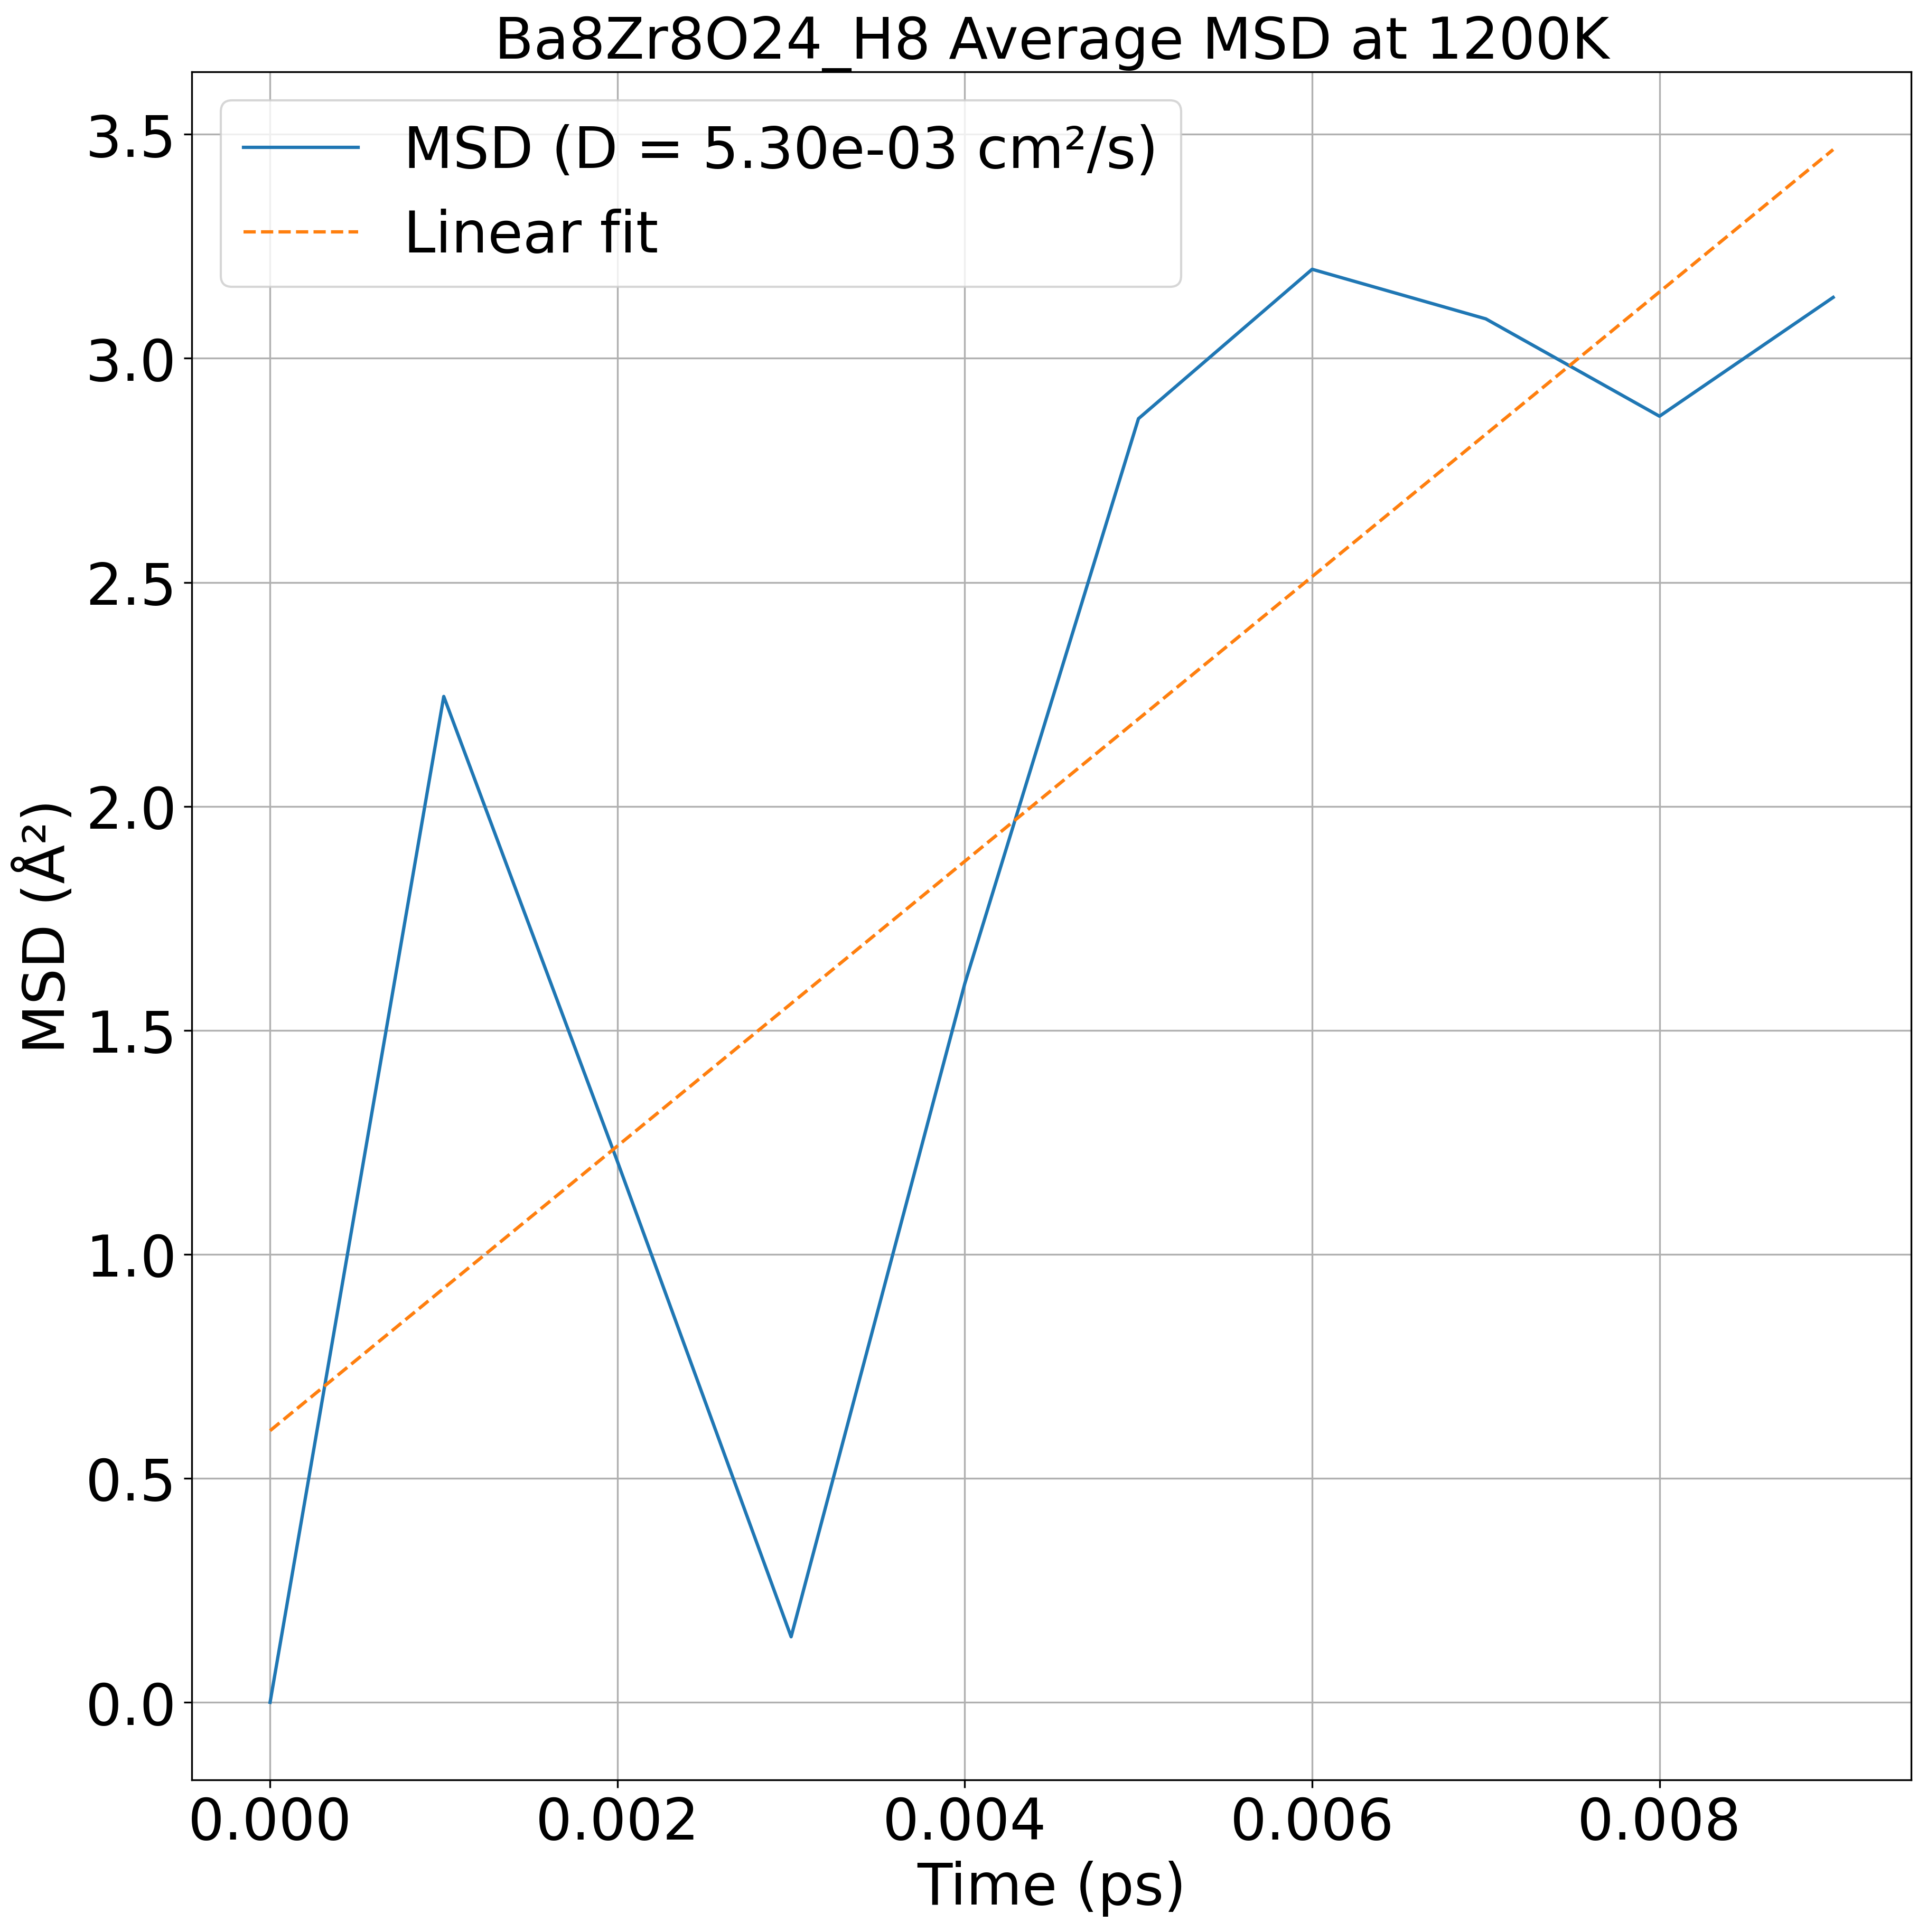 Ba8Zr8O24_H8 Average MSD at 1200K
MSD (D = 5.30e-03 cm²/s)
Linear fit
3.5
3.0
2.5
2.0
1.5
1.0
0.5
0.0
MSD (Å²)
0.000 0.002 0.004 0.006 0.008
Time (ps)